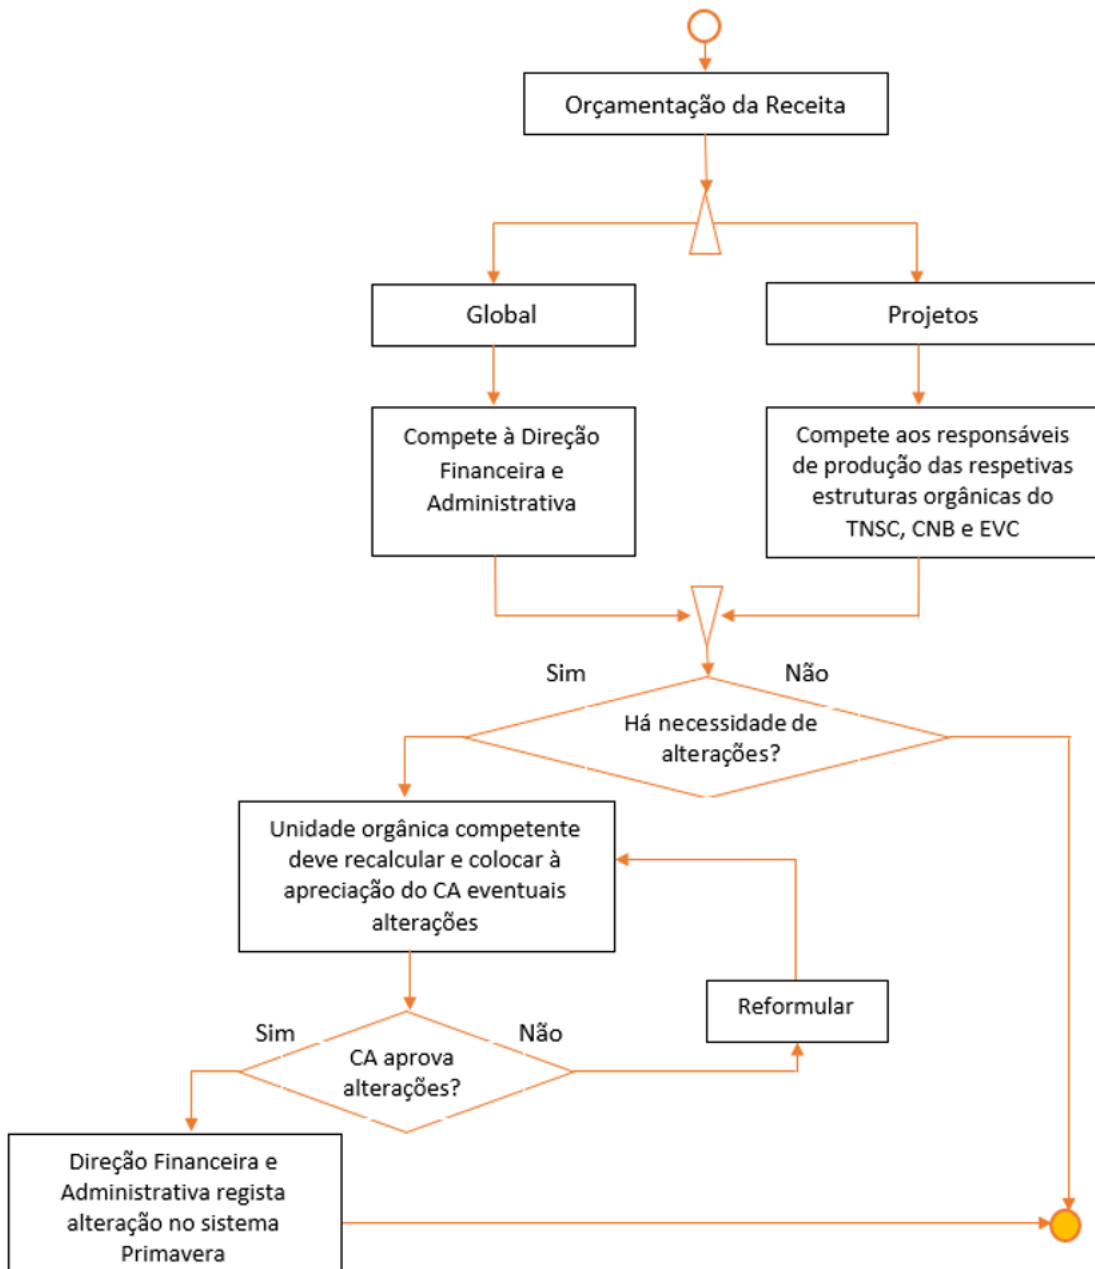 Orçamentação da Receita
Global
Projetos
Compete à Direção
Financeira e
Administrativa
Compete aos responsáveis
de produção das respetivas
estruturas orgânicas do
TNSC, CNB e EVC
Sim
Não
Há necessidade de
alterações?
Unidade orgânica competente
deve recalcular e colocar à
apreciação do CA eventuais
alterações
Reformular
Sim
Não
CA aprova
alterações?
Direção Financeira e
Administrativa regista
alteração no sistema
Primavera